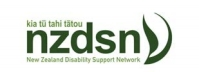 kia tū tahi tātou
nzdsn
New Zealand Disability Support Network